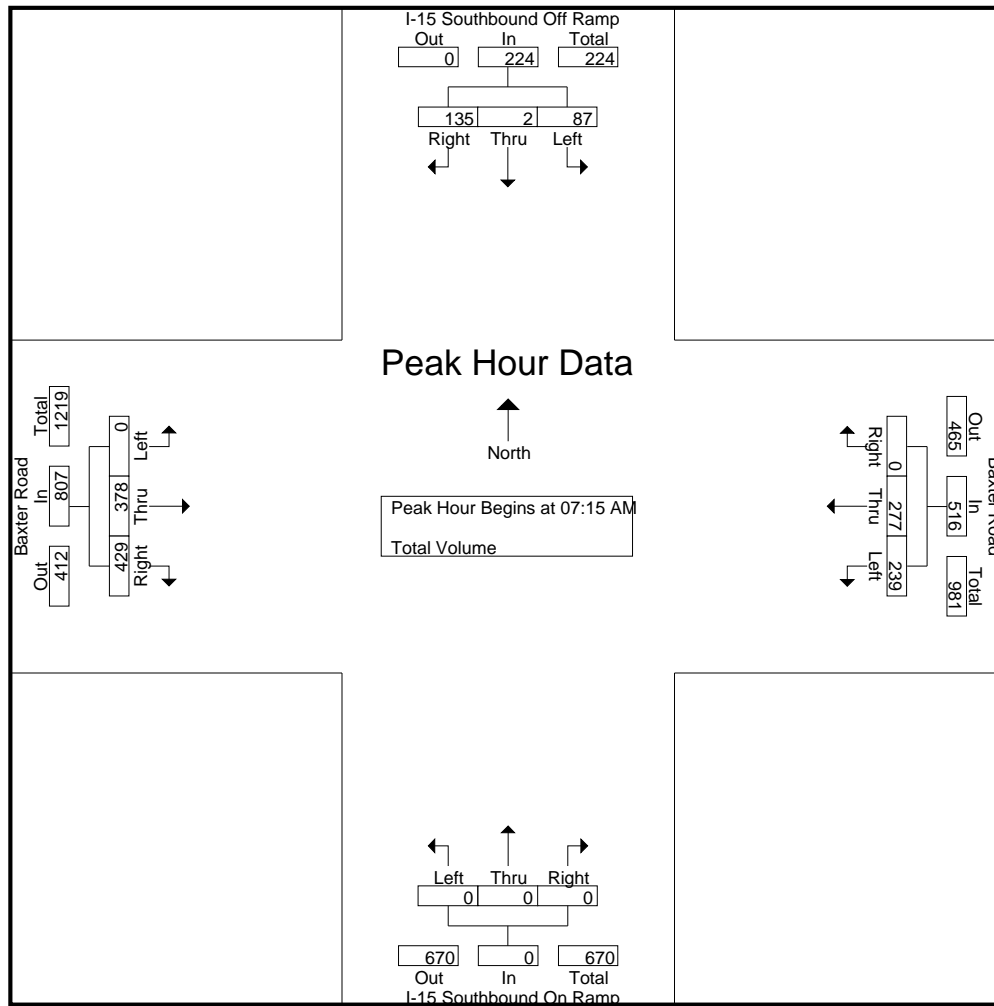 I-15 Southbound Off Ramp
Out In Total
0 224 224
135 2 87
Right Thru Left
Peak Hour Data
North
Peak Hour Begins at 07:15 AM
Total Volume
Baxter Road
Total In Out
1219 807 412
0 378 429
Left Thru Right
Right Thru Left
0 277 239
Out In Total
465 516 981
Baxter Road
Left Thru Right
0 0 0
670 0 670
Out In Total
I-15 Southbound On Ramp